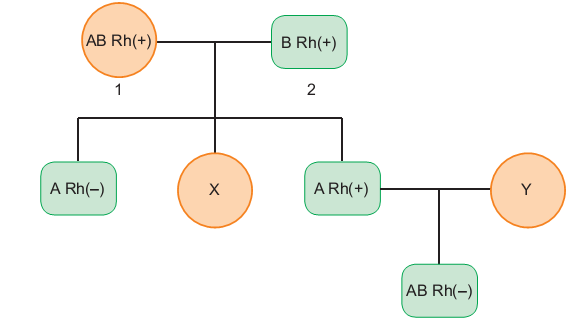 AB Rh(+)
B Rh(+)
1
2
A Rh(–)
X
A Rh(+)
Y
AB Rh(–)